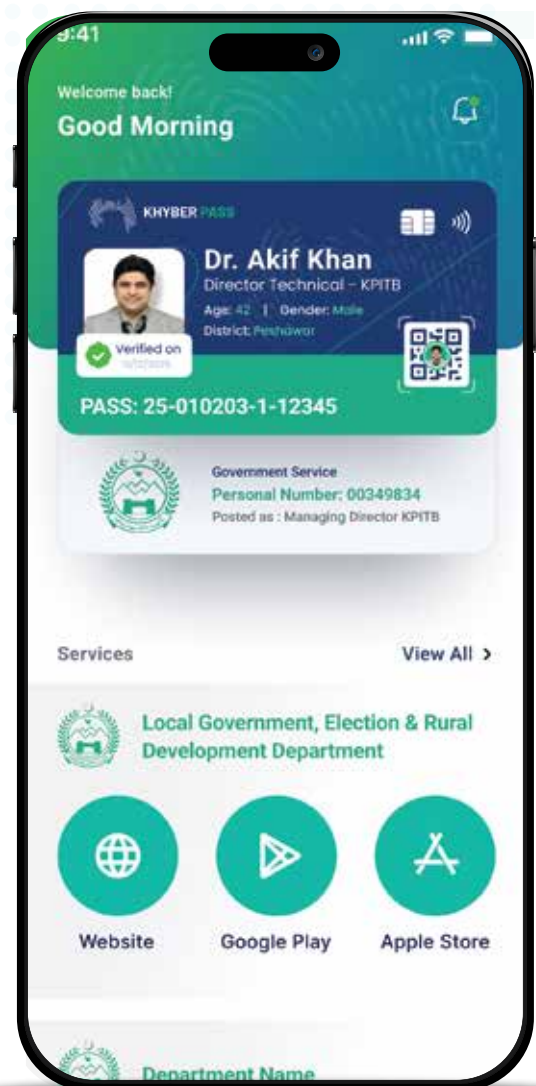 9:41
Welcome back!
Good Morning
KHYBER PASS
Dr. Akif Khan
Director Technical – KPITB
Age: 42 | Gender: Male
District: Peshawar
Verified on
PASS: 25-010203-1-12345
Government Service
Personal Number: 00349834
Posted as : Managing Director KPITB
Services
View All >
Local Government, Election & Rural
Development Department
Website
Google Play
Apple Store
Department Name